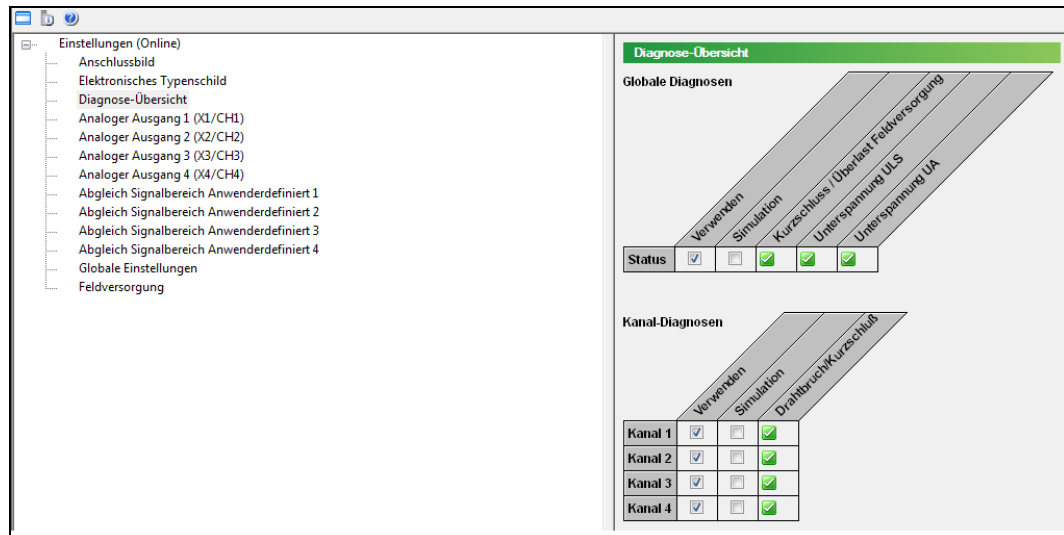 Einstellungen (Online)
Anschlussbild
Elektronisches Typenschild
Diagnose-Übersicht
Analoger Ausgang 1 (X1/CH1)
Analoger Ausgang 2 (X2/CH2)
Analoger Ausgang 3 (X3/CH3)
Analoger Ausgang 4 (X4/CH4)
Abgleich Signalbereich Anwenderdefiniert 1
Abgleich Signalbereich Anwenderdefiniert 2
Abgleich Signalbereich Anwenderdefiniert 3
Abgleich Signalbereich Anwenderdefiniert 4
Globale Einstellungen
Feldversorgung
Diagnose-Übersicht
Globale Diagnosen
Verwenden
Simulation
Kurzschluss / Überlast Feldversorgung
Unterspannung ULS
Unterspannung UA
Status
Kanal-Diagnosen
Verwenden
Simulation
Drahtbruch/Kurzschluß
Kanal 1
Kanal 2
Kanal 3
Kanal 4